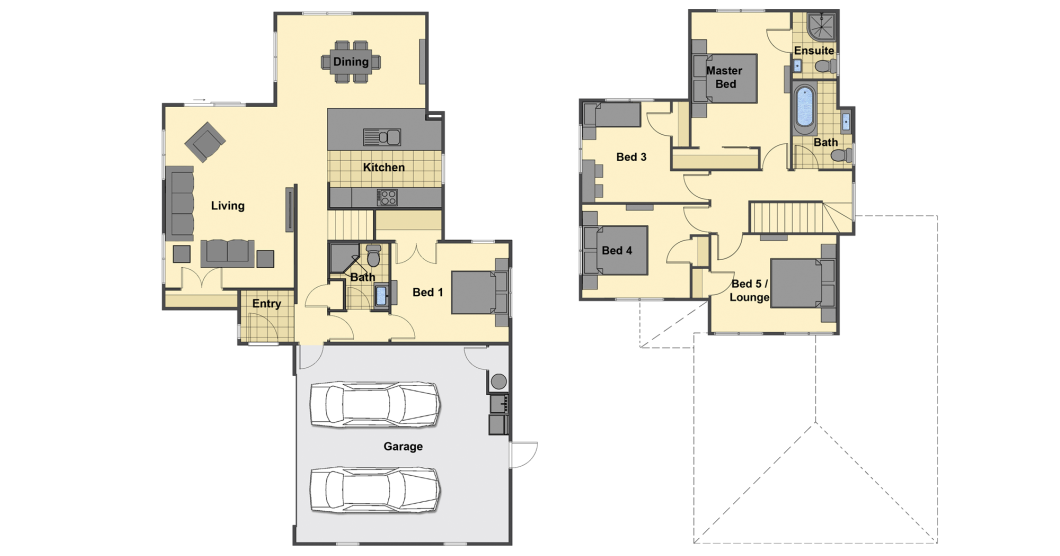 Dining
Kitchen
Living
Bath
Bed 1
Entry
Garage
Ensuite
Master
Bed
Bath
Bed 3
Bed 4
Bed 5 /
Lounge